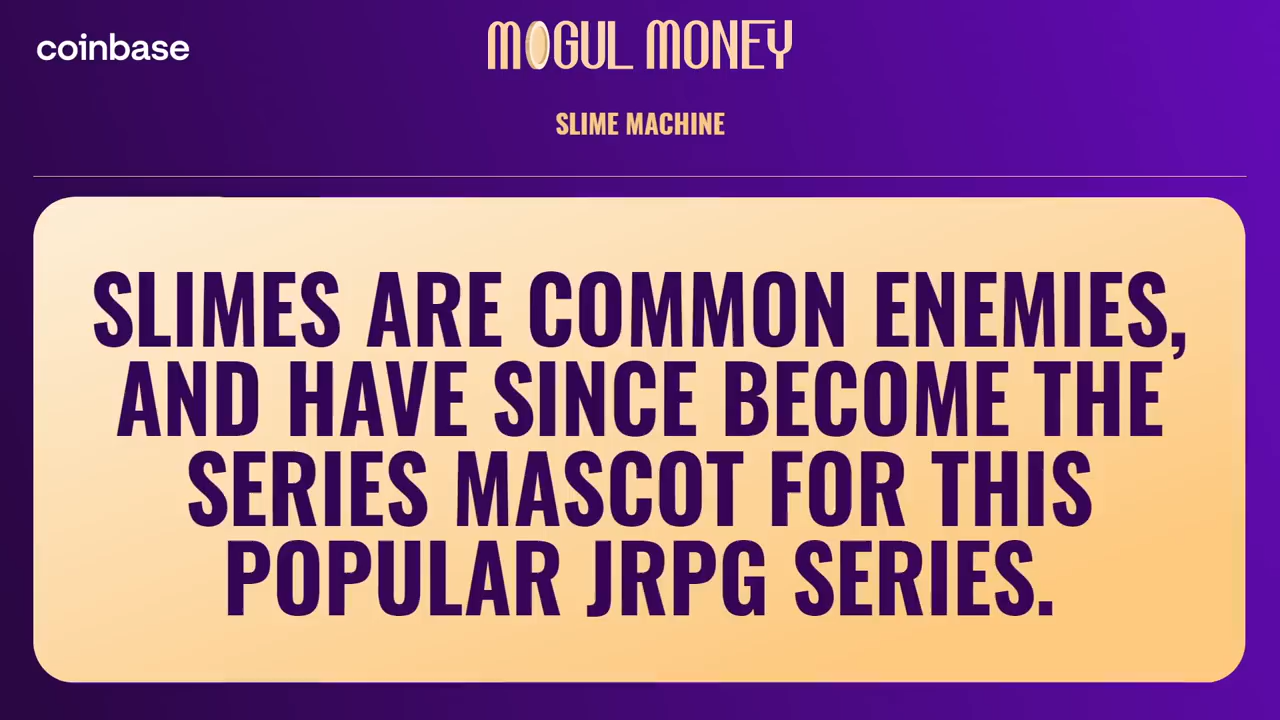 coinbase
MOGUL MONEY
SLIME MACHINE
SLIMES ARE COMMON ENEMIES,
AND HAVE SINCE BECOME THE
SERIES MASCOT FOR THIS
POPULAR JRPG SERIES.